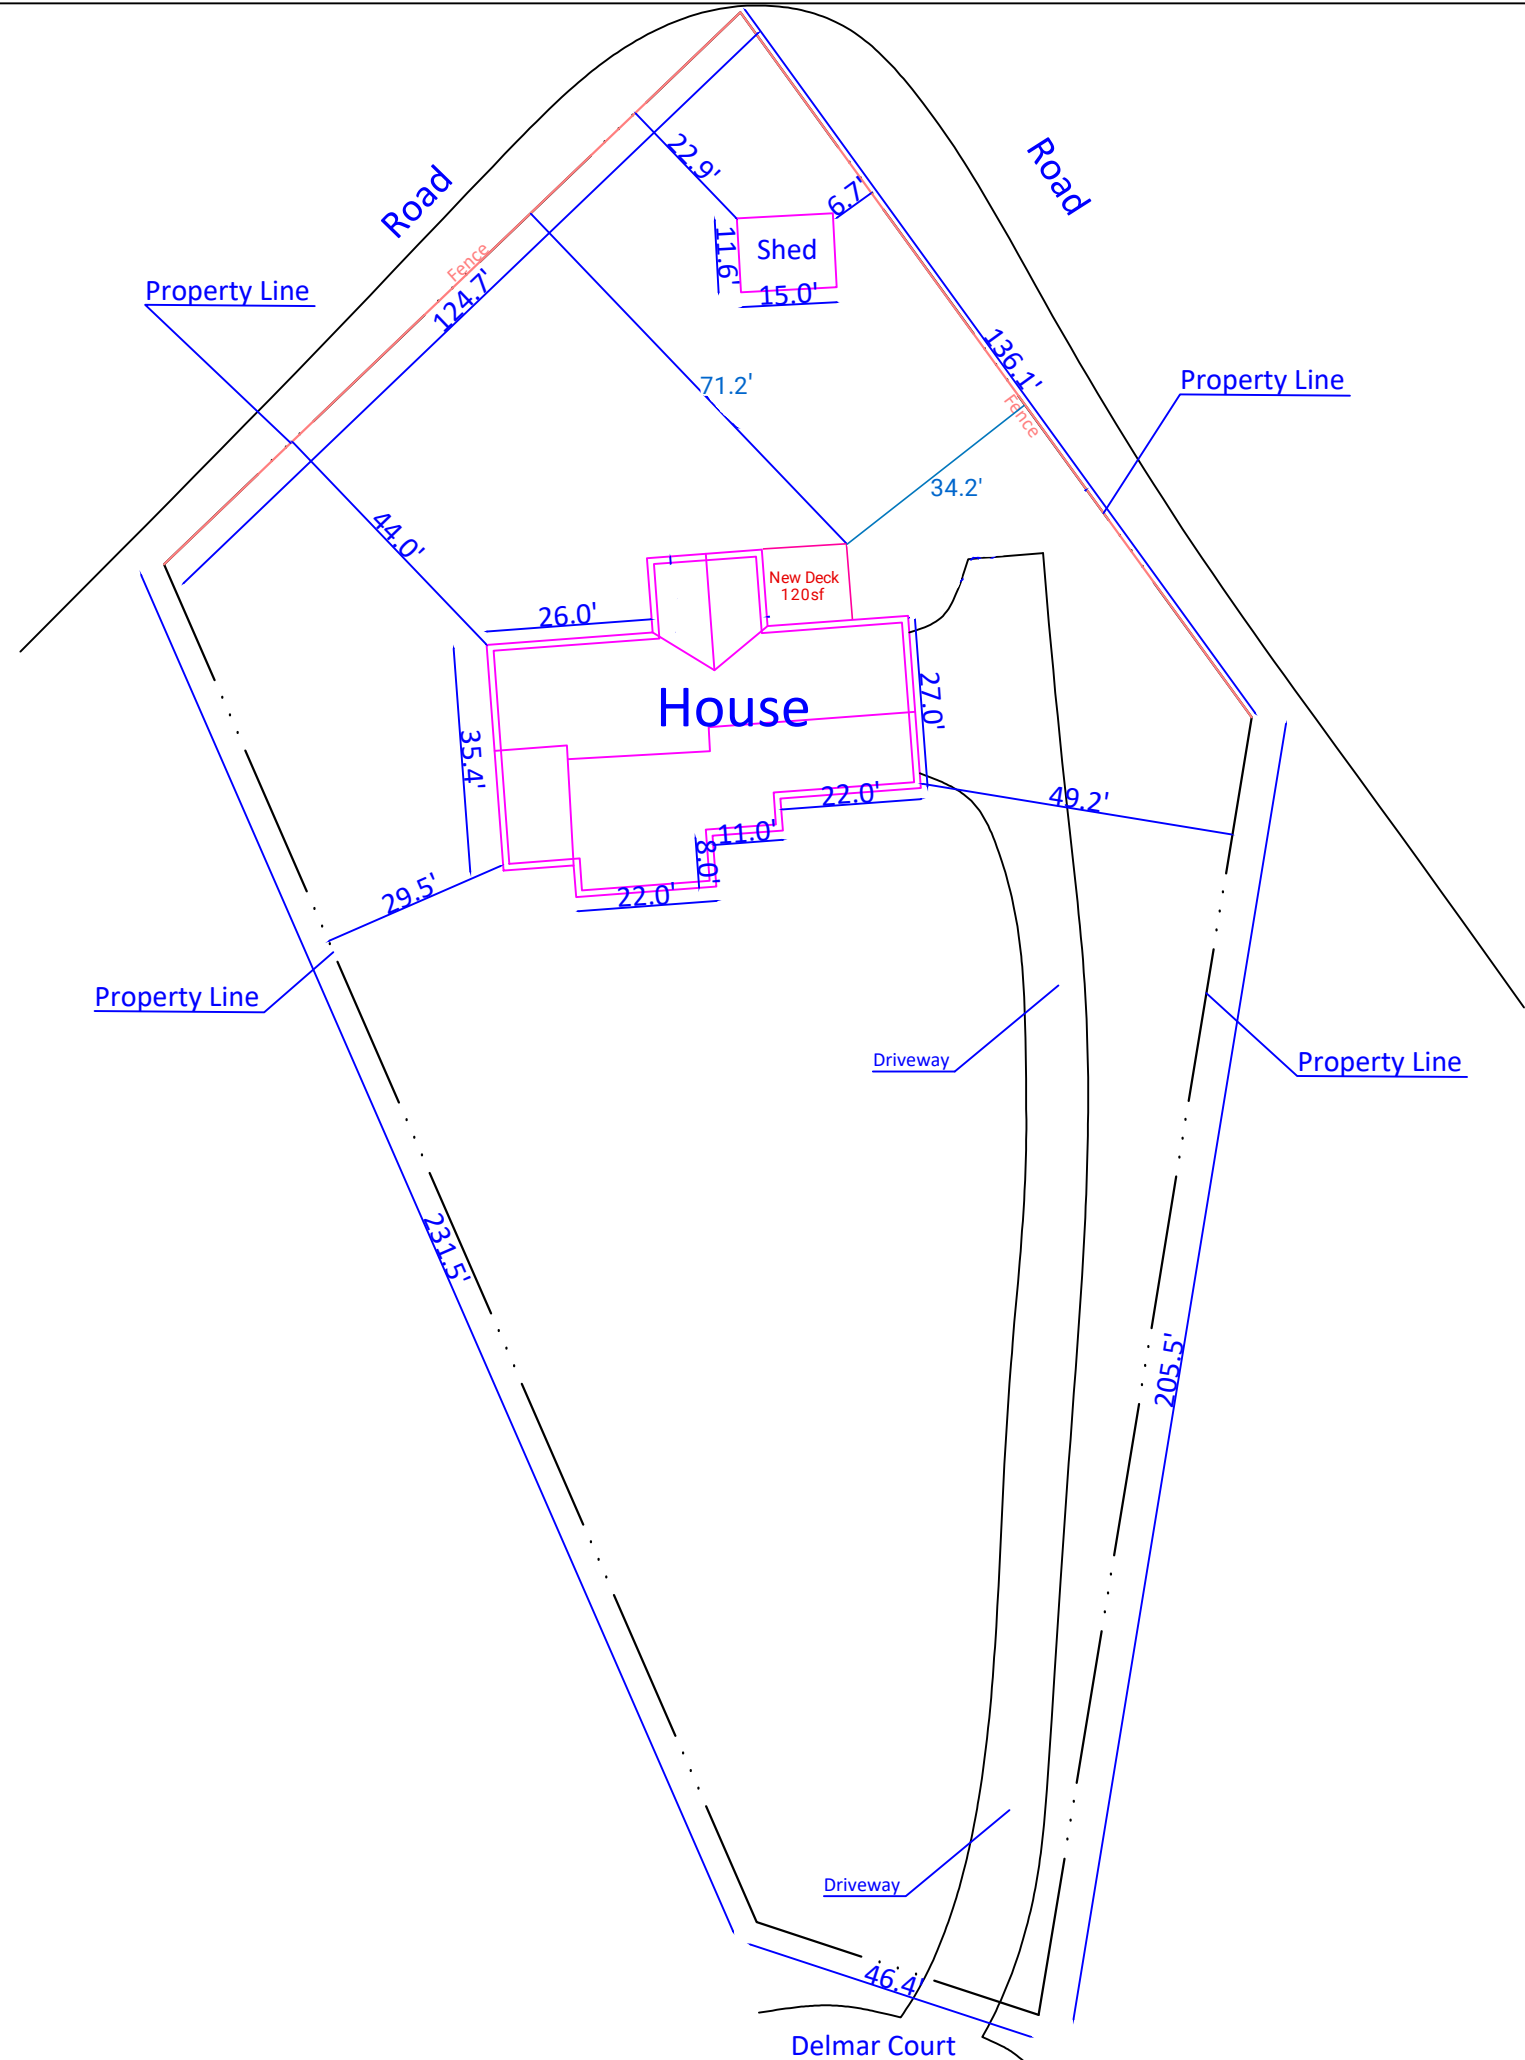 22.9'
Road
Road
6.7'
11.6'
Shed
Fence
124.7'
Property Line
15.0'
136.1'
71.2'
Property Line
Fence
34.2'
44.0'
New Deck
120sf
26.0'
House
27.0'
35.4'
22.0'
49.2'
11.0'
8.0'
29.5'
22.0'
Property Line
Driveway
Property Line
231.5'
205.5'
Driveway
46.4'
Delmar Court